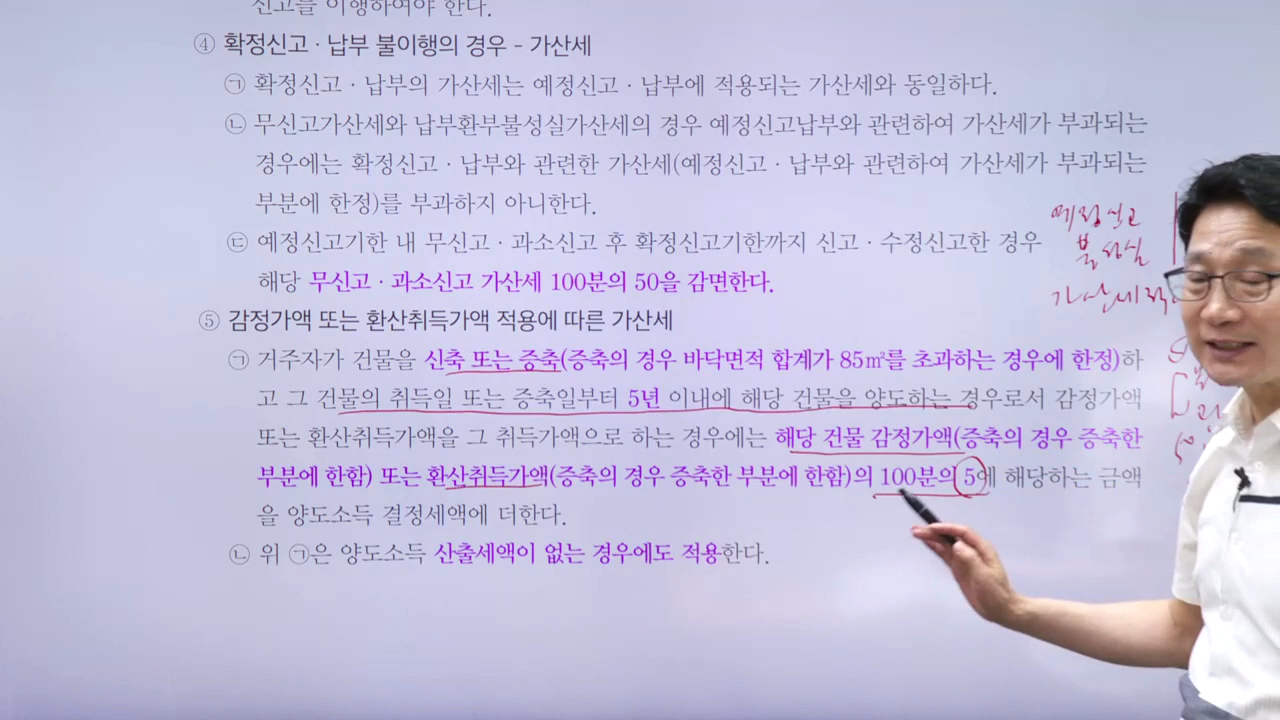 신고를 이행하여야 한다.
④ 확정신고·납부 불이행의 경우 - 가산세
㉠ 확정신고·납부의 가산세는 예정신고·납부에 적용되는 가산세와 동일하다.
㉡ 무신고가산세와 납부환부불성실가산세의 경우 예정신고납부와 관련하여 가산세가 부과되는
경우에는 확정신고·납부와 관련한 가산세(예정신고·납부와 관련하여 가산세가 부과되는
부분에 한정)를 부과하지 아니한다.
㉢ 예정신고기한 내 무신고·과소신고 후 확정신고기한까지 신고·수정신고한 경우
해당 무신고·과소신고 가산세 100분의 50을 감면한다.
⑤ 감정가액 또는 환산취득가액 적용에 따른 가산세
㉠ 거주자가 건물을 신축 또는 증축(증축의 경우 바닥면적 합계가 85㎡를 초과하는 경우에 한정)하
고 그 건물의 취득일 또는 증축일부터 5년 이내에 해당 건물을 양도하는 경우로서 감정가액
또는 환산취득가액을 그 취득가액으로 하는 경우에는 해당 건물 감정가액(증축의 경우 증축한
부분에 한함) 또는 환산취득가액(증축의 경우 증축한 부분에 한함)의 100분의 5에 해당하는 금액
을 양도소득 결정세액에 더한다.
㉡ 위 ㉠은 양도소득 산출세액이 없는 경우에도 적용한다.
예정신고
불성실
가산세